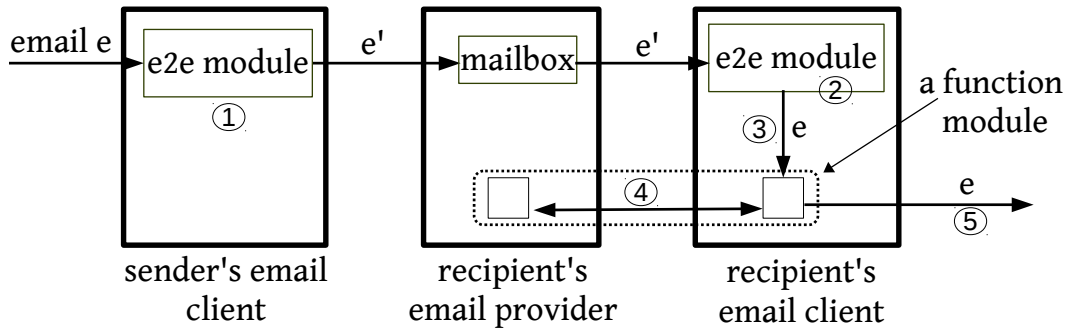 email e
e2e module
①
e'
mailbox
e'
e2e module
②
③ e
a function
module
④
e
⑤
sender's email
client
recipient's
email provider
recipient's
email client